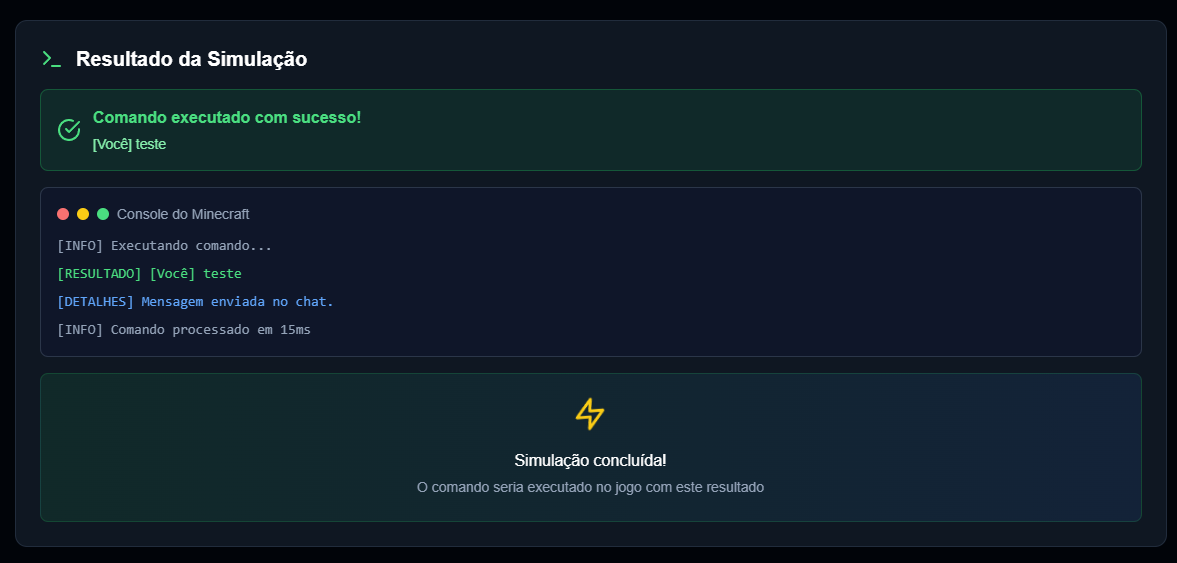 Resultado da Simulação
Comando executado com sucesso!
[Você] teste
Console do Minecraft
[INFO] Executando comando...
[RESULTADO] [Você] teste
[DETALHES] Mensagem enviada no chat.
[INFO] Comando processado em 15ms
Simulação concluída!
O comando seria executado no jogo com este resultado